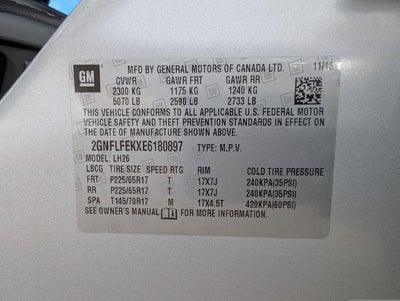 GM
MFD BY GENERAL MOTORS OF CANADA LTD. 11/13
GVWR GAWR FRT GAWR RR
2300 KG 1175 KG 1240 KG
5070 LB 2590 LB 2733 LB
THIS VEHICLE CONFORMS TO ALL APPLICABLE U.S. FEDERAL MOTOR
VEHICLE SAFETY AND THEFT PREVENTION STANDARDS IN EFFECT ON
THE DATE OF MANUFACTURE SHOWN ABOVE.
2GNFLFEKXE6180897 TYPE: M.P.V.
MODEL: LH26
LBCG TIRE SIZE SPEED RTG RIM COLD TIRE PRESSURE
FRT P225/65R17 T 17X7J 240KPA(35PSI)
RR P225/65R17 T 17X7J 240KPA(35PSI)
SPA T145/70R17 M 17X4.5T 420KPA(60PSI)
SEE OWNER'S MANUAL FOR MORE INFORMATION.